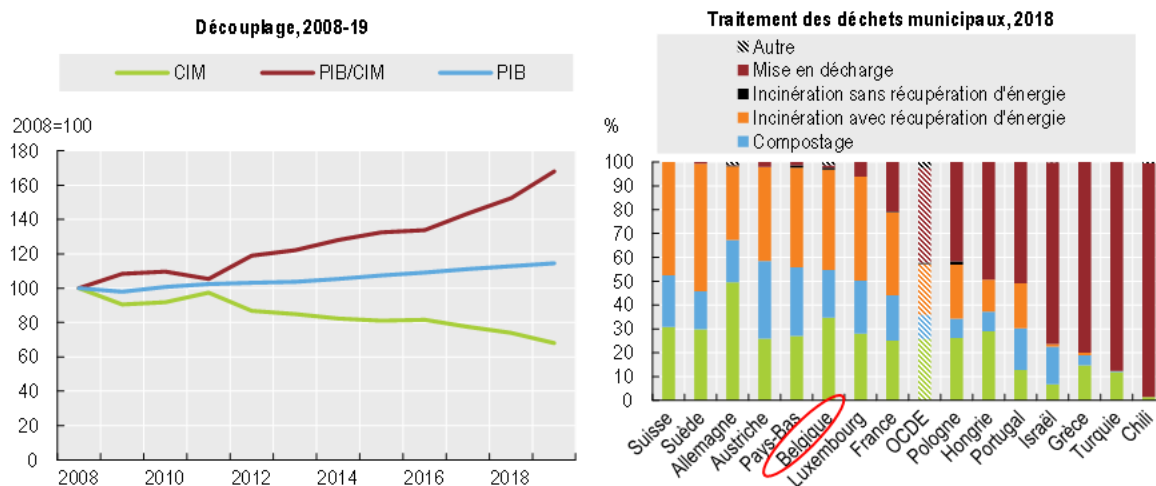 Découplage, 2008-19
CIM
PIB/CIM
PIB
2008=100
180
160
140
120
100
80
60
40
20
0
2008
2010
2012
2014
2016
2018
Traitement des déchets municipaux, 2018
Autre
Mise en décharge
Incinération sans récupération d'énergie
Incinération avec récupération d'énergie
Compostage
%
100
90
80
70
60
50
40
30
20
10
0
Suisse
Suède
Allemagne
Austriche
Pays-Bas
Belgique
Luxembourg
France
OCDE
Pologne
Hongrie
Portugal
Israël
Grèce
Turquie
Chili